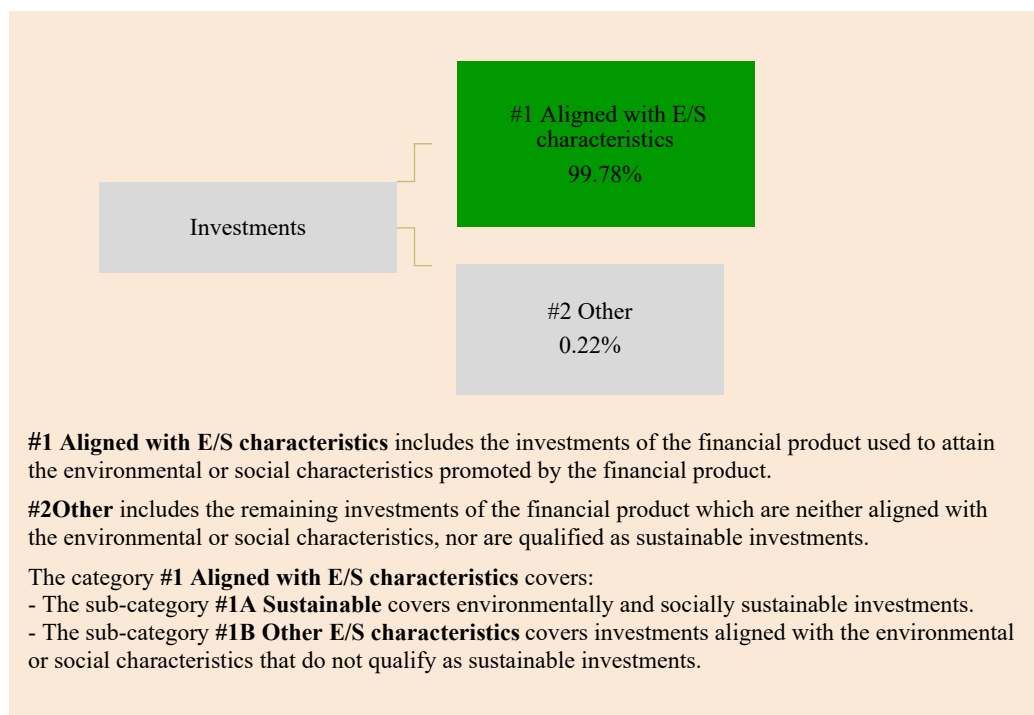 #1 Aligned with E/S
characteristics
99.78%
Investments
#2 Other
0.22%
#1 Aligned with E/S characteristics includes the investments of the financial product used to attain
the environmental or social characteristics promoted by the financial product.
#2Other includes the remaining investments of the financial product which are neither aligned with
the environmental or social characteristics, nor are qualified as sustainable investments.
The category #1 Aligned with E/S characteristics covers:
- The sub-category #1A Sustainable covers environmentally and socially sustainable investments.
- The sub-category #1B Other E/S characteristics covers investments aligned with the environmental
or social characteristics that do not qualify as sustainable investments.